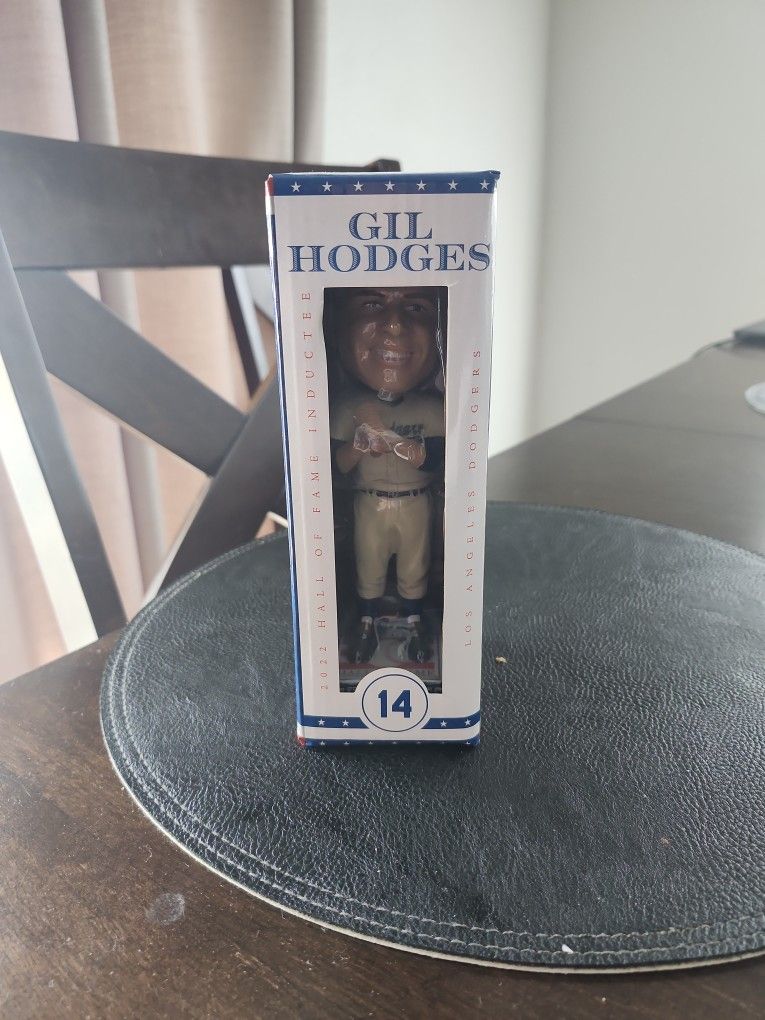 GIL
HODGES
2022 HALL OF FAME INDUCTEE
LOS ANGELES DODGERS
14